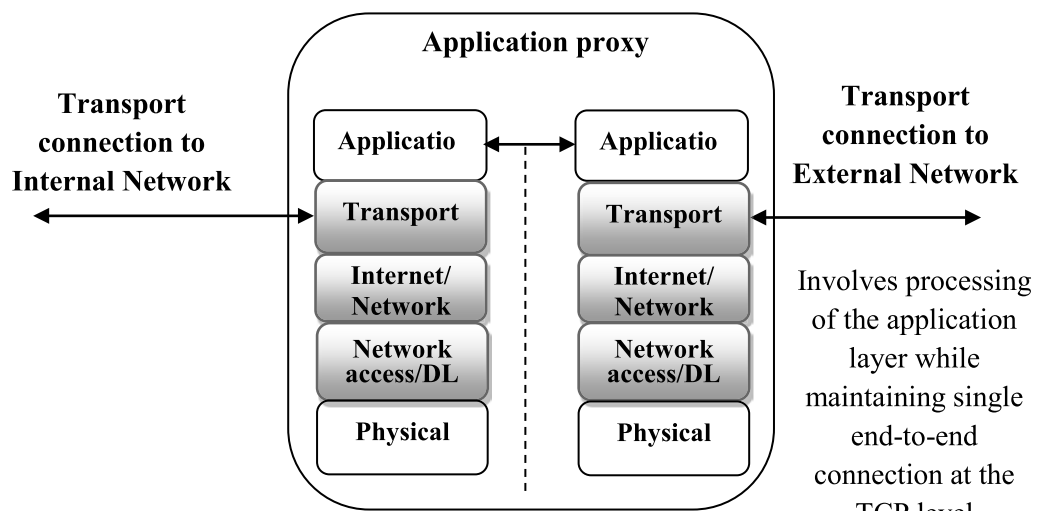 Application proxy
Transport
connection to
Internal Network
Applicatio
Transport
Internet/
Network
Network
access/DL
Physical
Applicatio
Transport
Internet/
Network
Network
access/DL
Physical
Transport
connection to
External Network
Involves processing
of the application
layer while
maintaining single
end-to-end
connection at the
TCP level